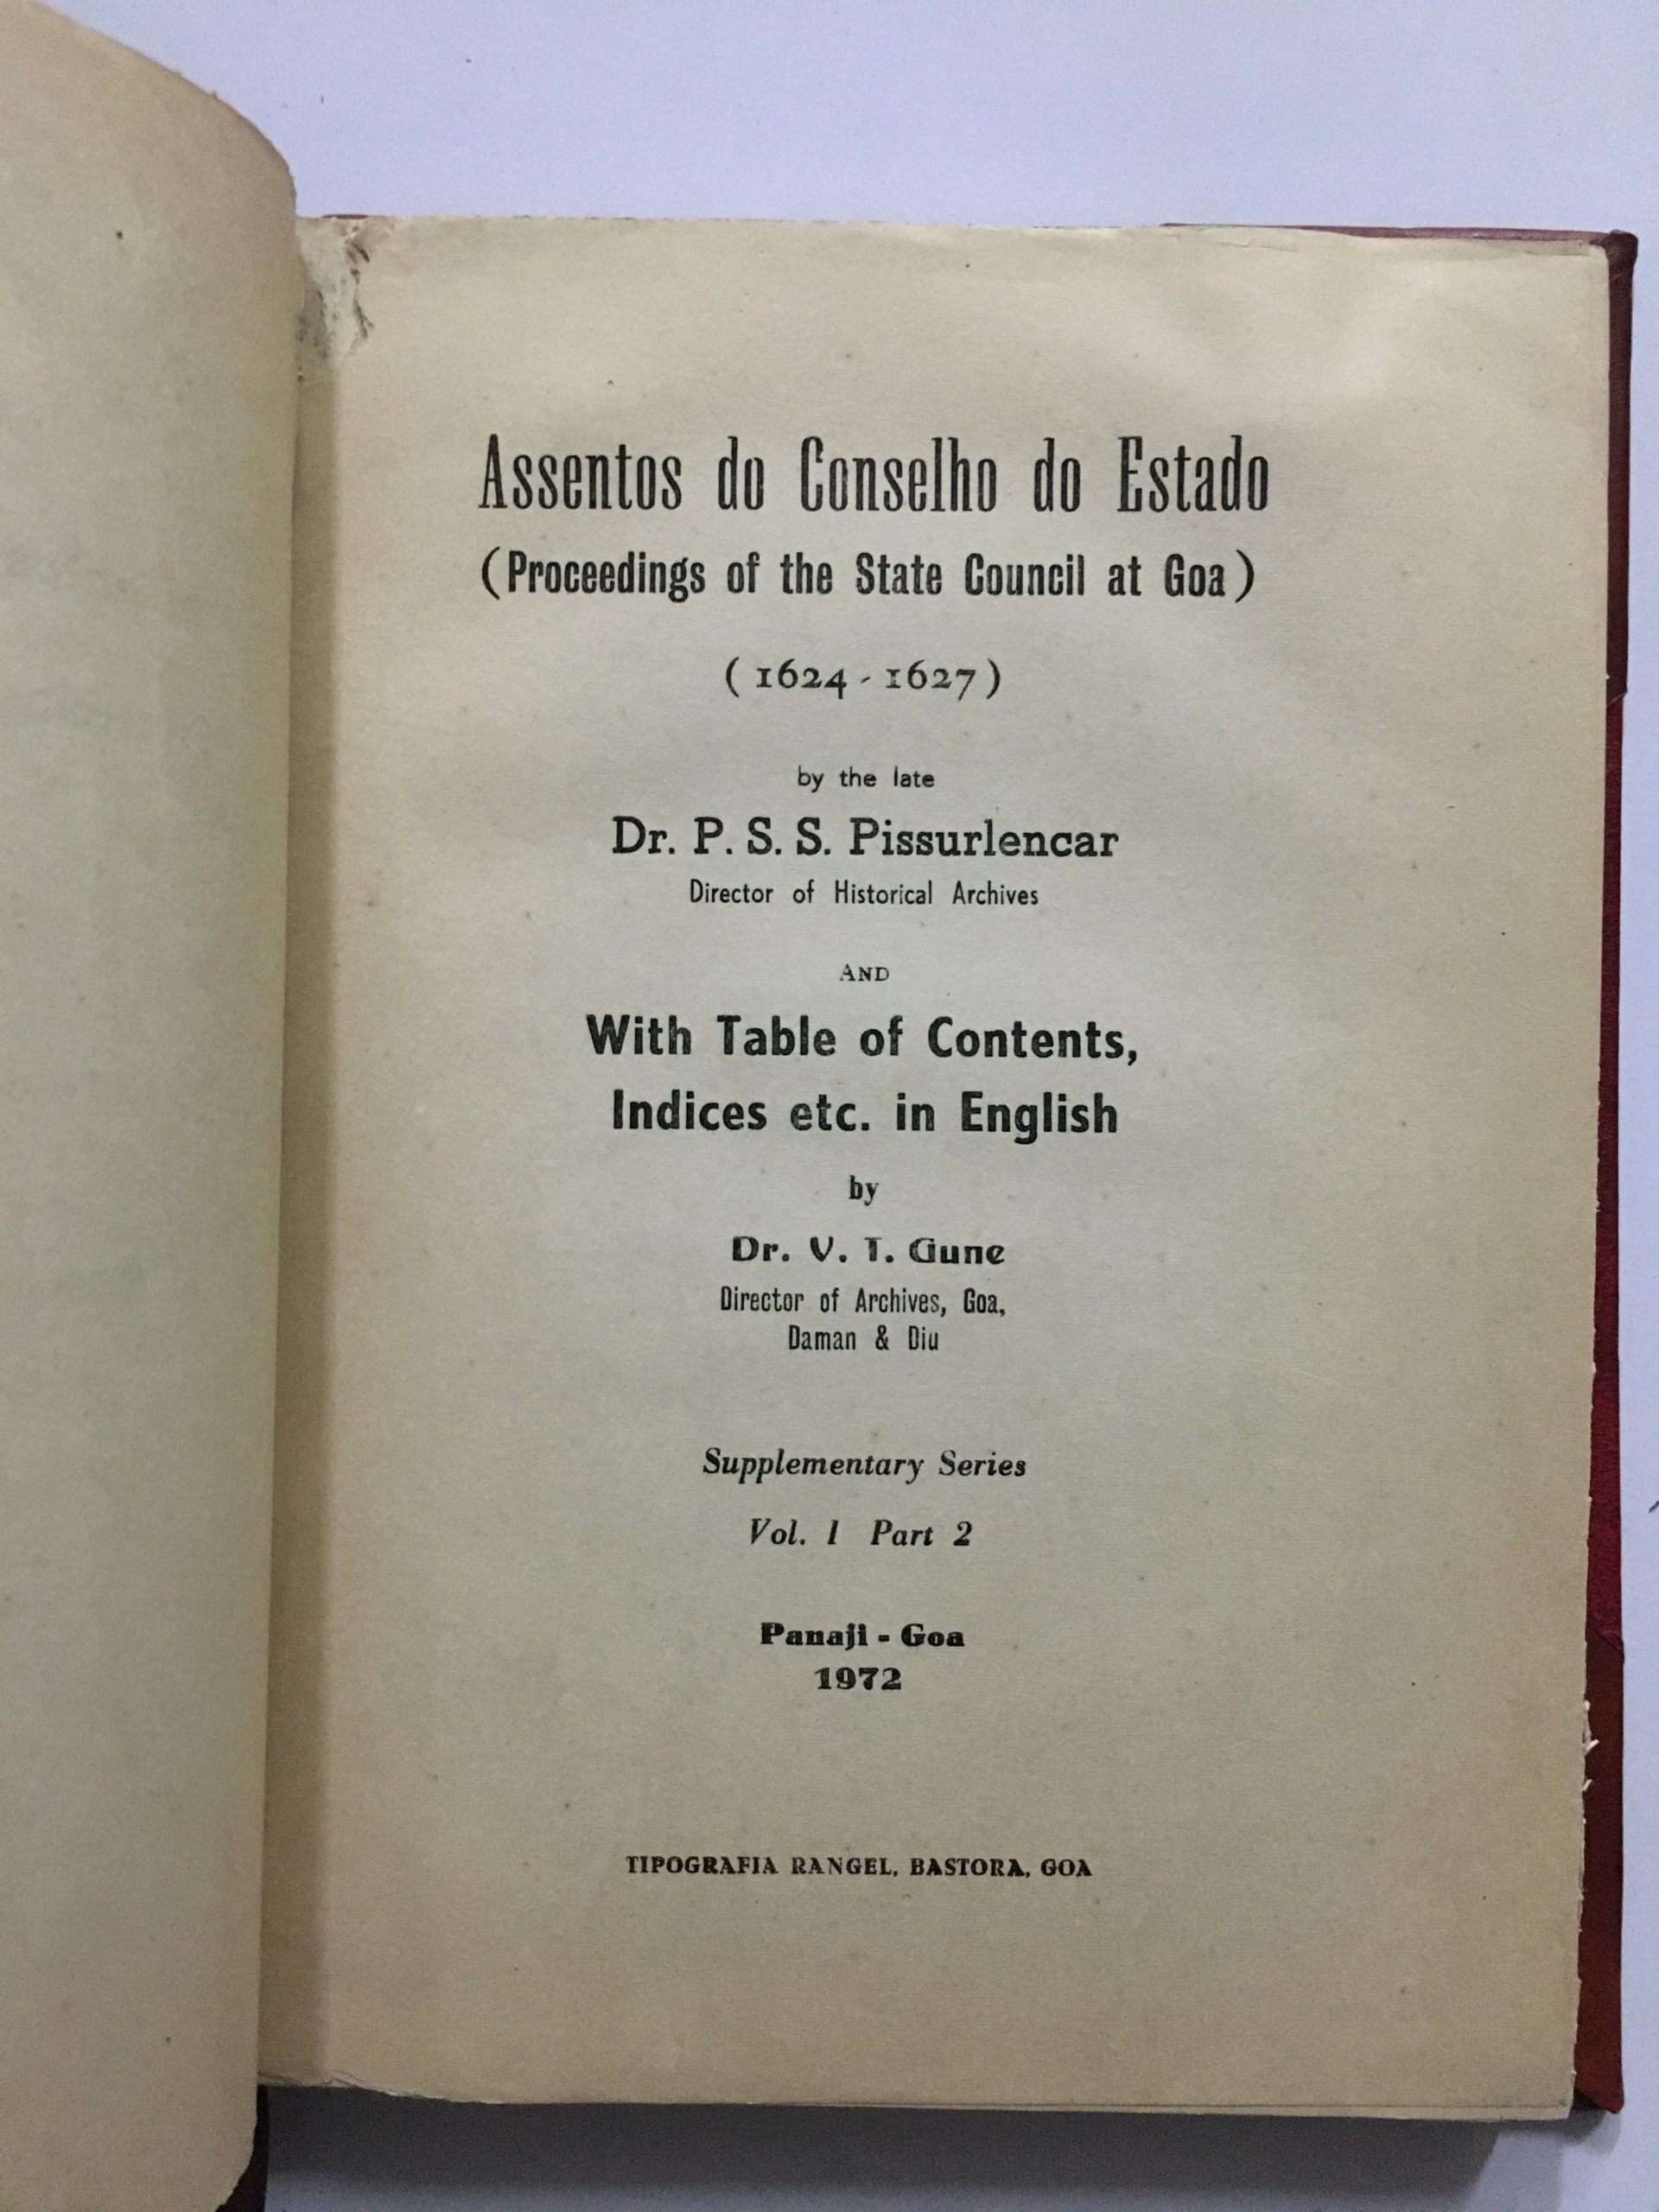 Assentos do Conselho do Estado
(Proceedings of the State Council at Goa)
(1624 - 1627)
by the late
Dr. P. S. S. Pissurlencar
Director of Historical Archives
AND
With Table of Contents,
Indices etc. in English
by
Dr. V. T. Gune
Director of Archives, Goa,
Daman & Diu
Supplementary Series
Vol. 1 Part 2
Panaji - Goa
1972
TIPOGRAFIA RANGEL, BASTORA, GOA